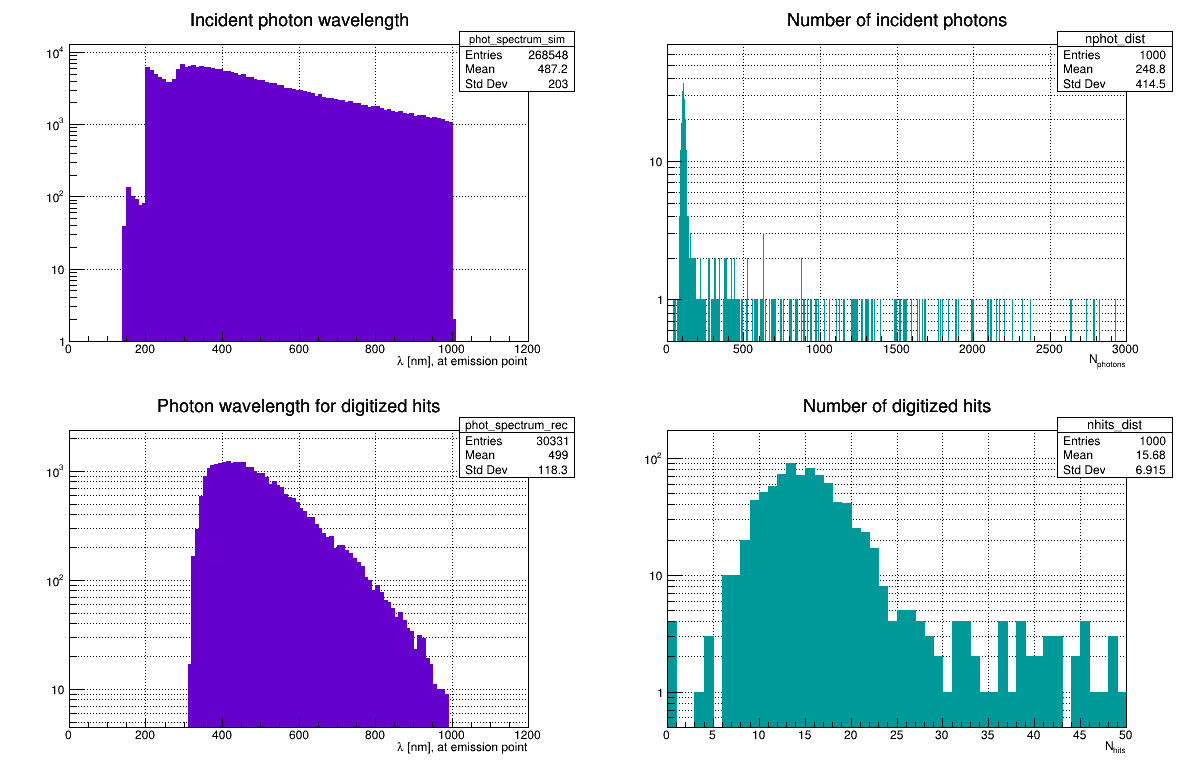 Incident photon wavelength
phot_spectrum_sim
Entries 268548
Mean 487.2
Std Dev 203
10^4
10^3
10^2
10
1
0 200 400 600 800 1000 1200
λ [nm], at emission point
Number of incident photons
nphot_dist
Entries 1000
Mean 248.8
Std Dev 414.5
10
1
0 500 1000 1500 2000 2500 3000
N_photons
Photon wavelength for digitized hits
phot_spectrum_rec
Entries 30331
Mean 499
Std Dev 118.3
10^3
10^2
10
0 200 400 600 800 1000 1200
λ [nm], at emission point
Number of digitized hits
nhits_dist
Entries 1000
Mean 15.68
Std Dev 6.915
10^2
10
1
0 5 10 15 20 25 30 35 40 45 50
N_hits